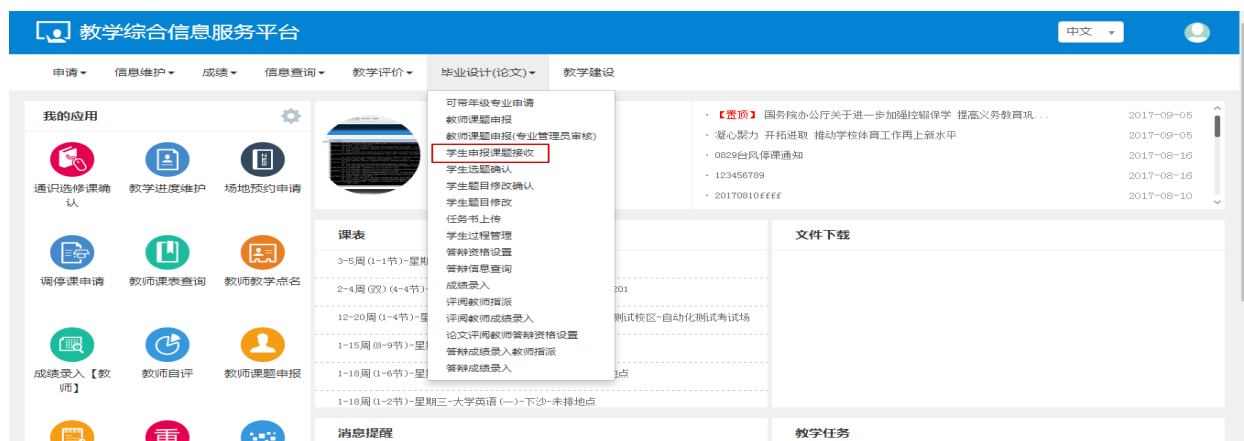 教学综合信息服务平台
中文
申请 信息维护 成绩 信息查询 教学评价 毕业设计(论文) 教学建设
我的应用
通识选修课确认
教学进度维护
场地预约申请
调停课申请
教师课表查询
教师教学点名
成绩录入【教师】
教师自评
教师课题申报
重
可带年级专业申请
教师课题申报
教师课题申报(专业管理员审核)
学生申报课题接收
学生选题确认
学生题目修改确认
学生题目修改
任务书上传
学生过程管理
答辩资格设置
答辩信息查询
成绩录入
评阅教师指派
评阅教师成绩录入
论文评阅教师答辩资格设置
答辩成绩录入教师指派
答辩成绩录入
·【置顶】 国务院办公厅关于进一步加强控辍保学 提高义务教育巩... 2017-09-05
· 凝心聚力 开拓进取 推动学校体育工作再上新水平 2017-09-05
· 0829台风停课通知 2017-08-16
· 123456789 2017-08-16
· 20170810ffff 2017-08-10
课表
3-5周(1-1节)-星期
2-4周(双)(4-4节)- 201
12-20周(1-4节)-星 测试校区-自动化测试考试场
1-15周(8-9节)-星
1-18周(1-6节)-星 地点
1-18周(1-2节)-星期三-大学英语(一)-下沙-未排地点
文件下载
消息提醒
教学任务